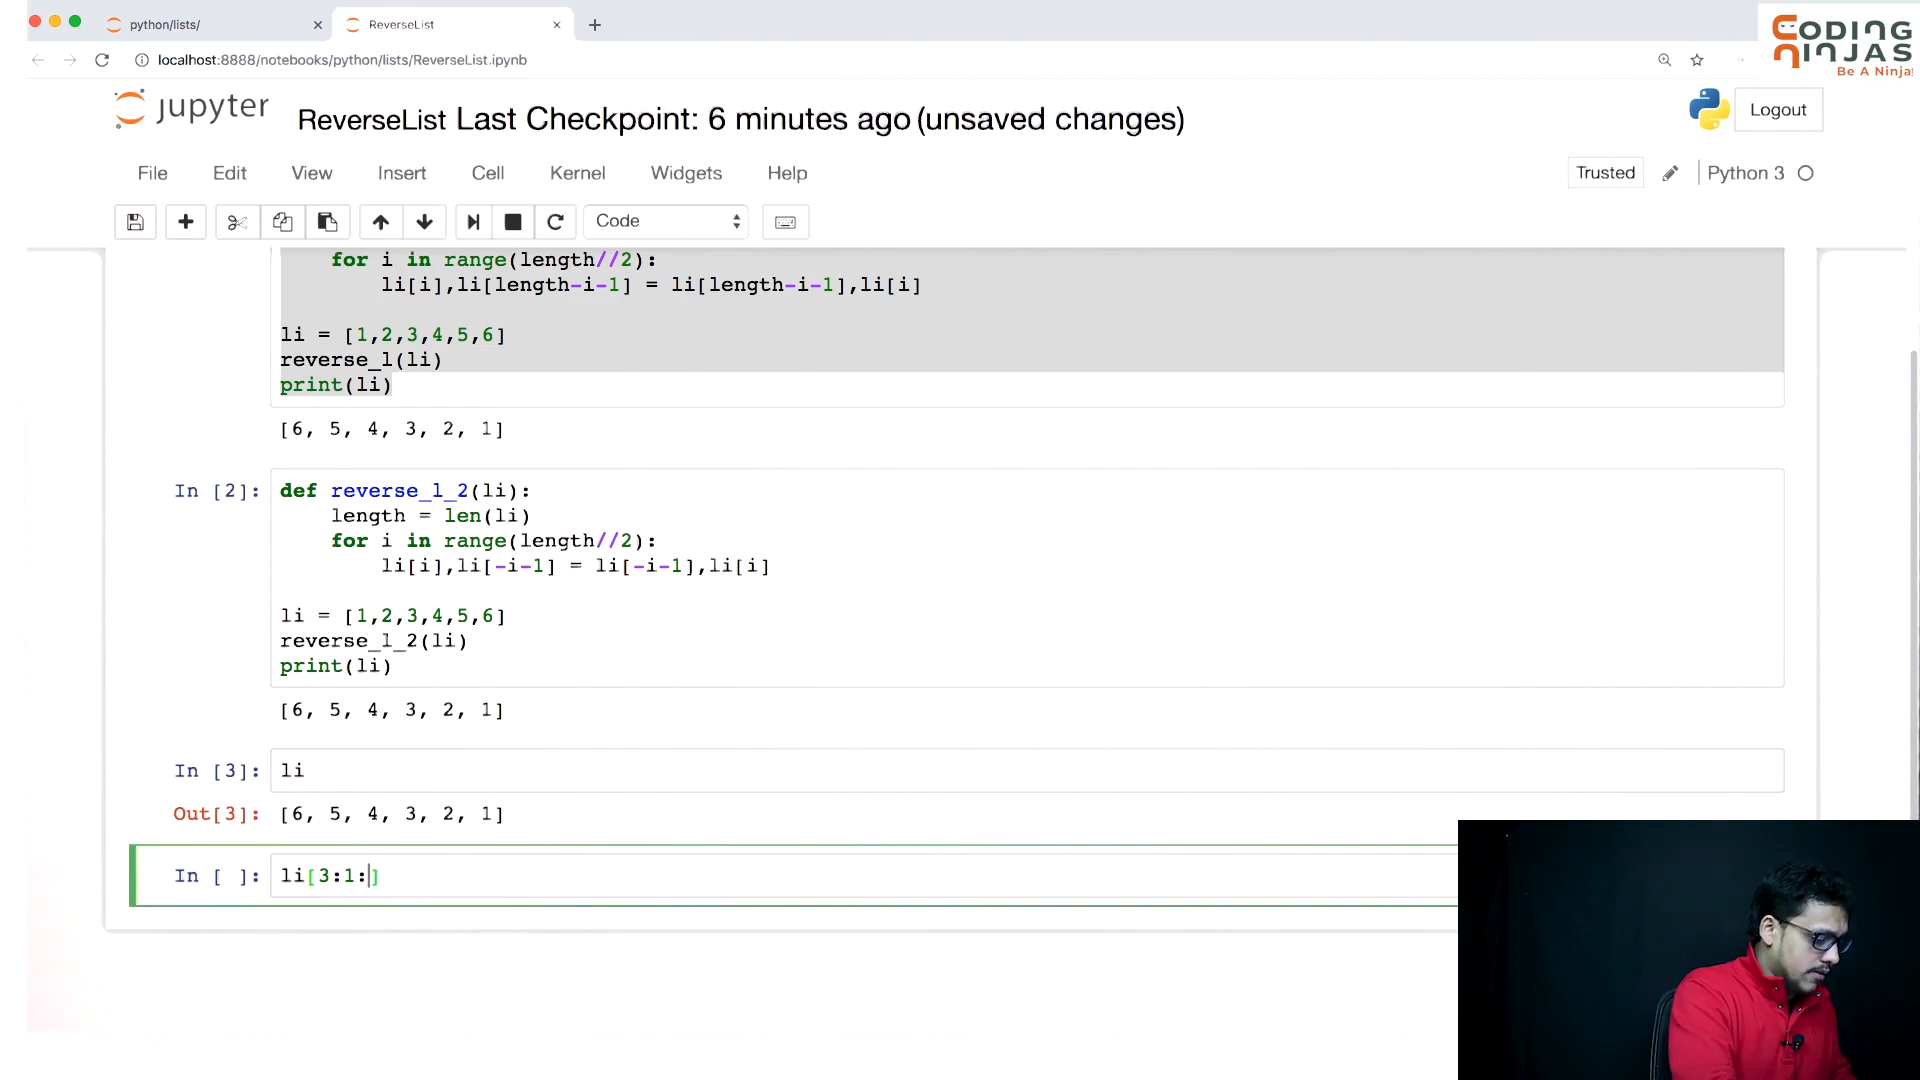 python/lists/
ReverseList
localhost:8888/notebooks/python/lists/ReverseList.ipynb
CODING
NINJAS
Be A Ninja!
jupyter
ReverseList Last Checkpoint: 6 minutes ago (unsaved changes)
Logout
File Edit View Insert Cell Kernel Widgets Help
Trusted
Python 3
Code
for i in range(length//2):
li[i],li[length-i-1] = li[length-i-1],li[i]
li = [1,2,3,4,5,6]
reverse_l(li)
print(li)
[6, 5, 4, 3, 2, 1]
In [2]: def reverse_l_2(li):
length = len(li)
for i in range(length//2):
li[i],li[-i-1] = li[-i-1],li[i]
li = [1,2,3,4,5,6]
reverse_l_2(li)
print(li)
[6, 5, 4, 3, 2, 1]
In [3]: li
Out[3]: [6, 5, 4, 3, 2, 1]
In [ ]: li[3:1:]